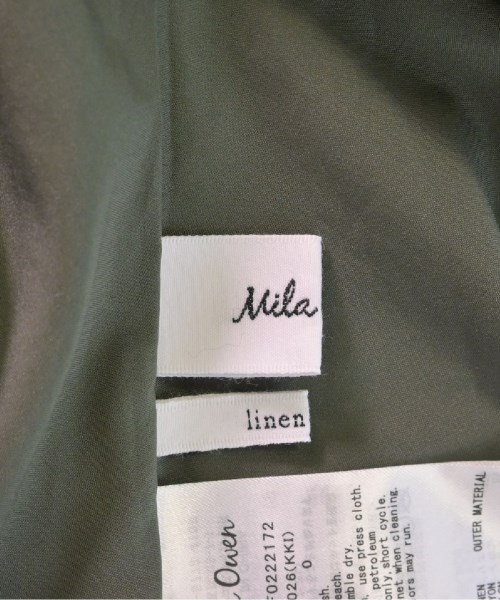 Mila
linen
Owen
F0222172
026(KKI)
0
sh.
each.
mble dry.
, use press cloth.
petroleum
only,short cycle.
net when cleaning.
ors may run.
OUTER MATERIAL